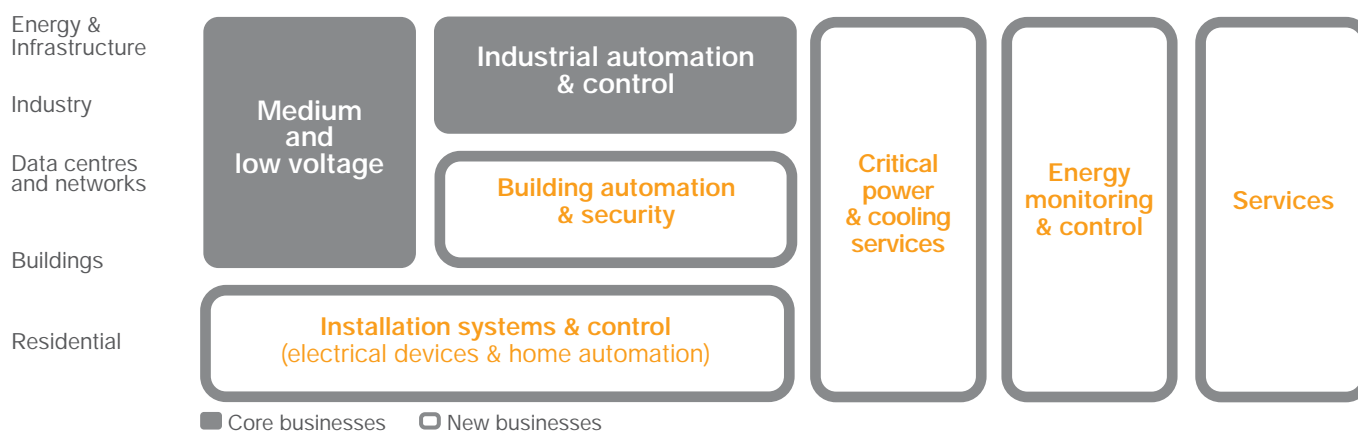 Energy &
Infrastructure
Industry
Data centres
and networks
Buildings
Residential
Medium
and
low voltage
Industrial automation
& control
Building automation
& security
Installation systems & control
(electrical devices & home automation)
Critical
power
& cooling
services
Energy
monitoring
& control
Services
Core businesses
New businesses